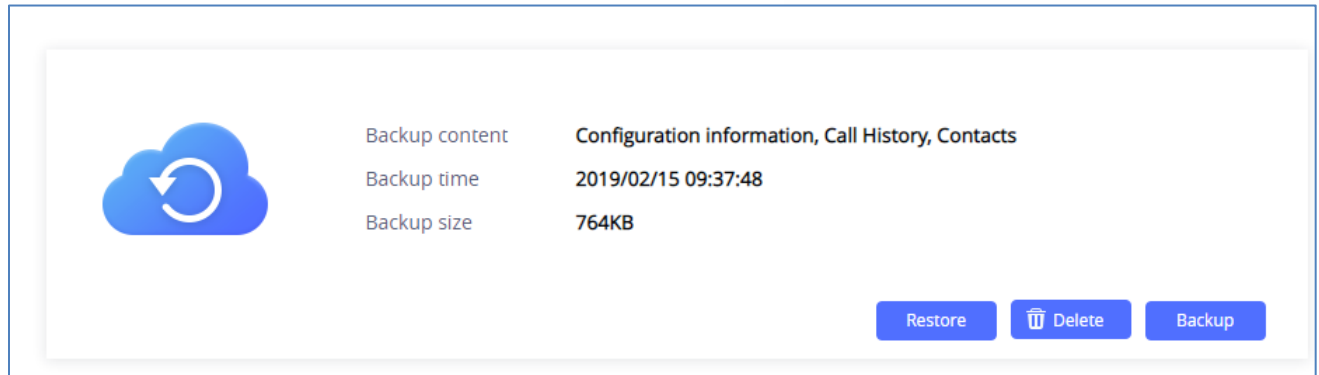 Backup content Configuration information, Call History, Contacts
Backup time 2019/02/15 09:37:48
Backup size 764KB
Restore Delete Backup